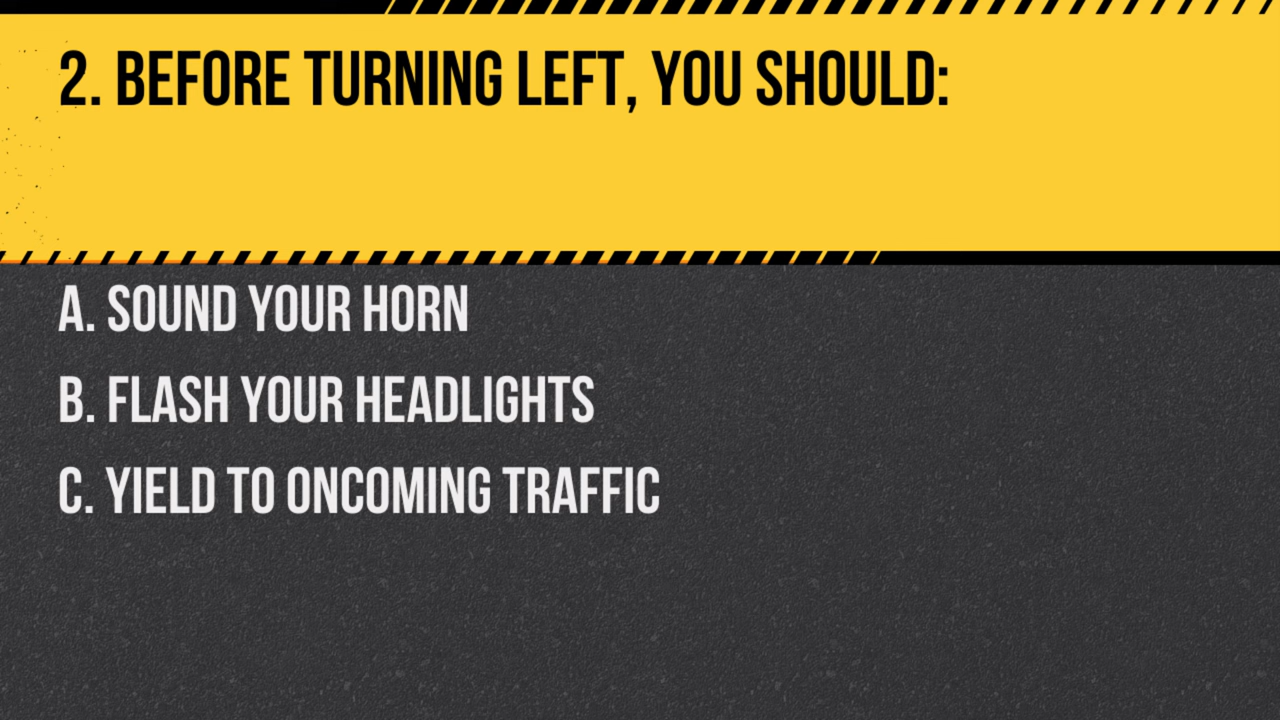 2. BEFORE TURNING LEFT, YOU SHOULD:
A. SOUND YOUR HORN
B. FLASH YOUR HEADLIGHTS
C. YIELD TO ONCOMING TRAFFIC